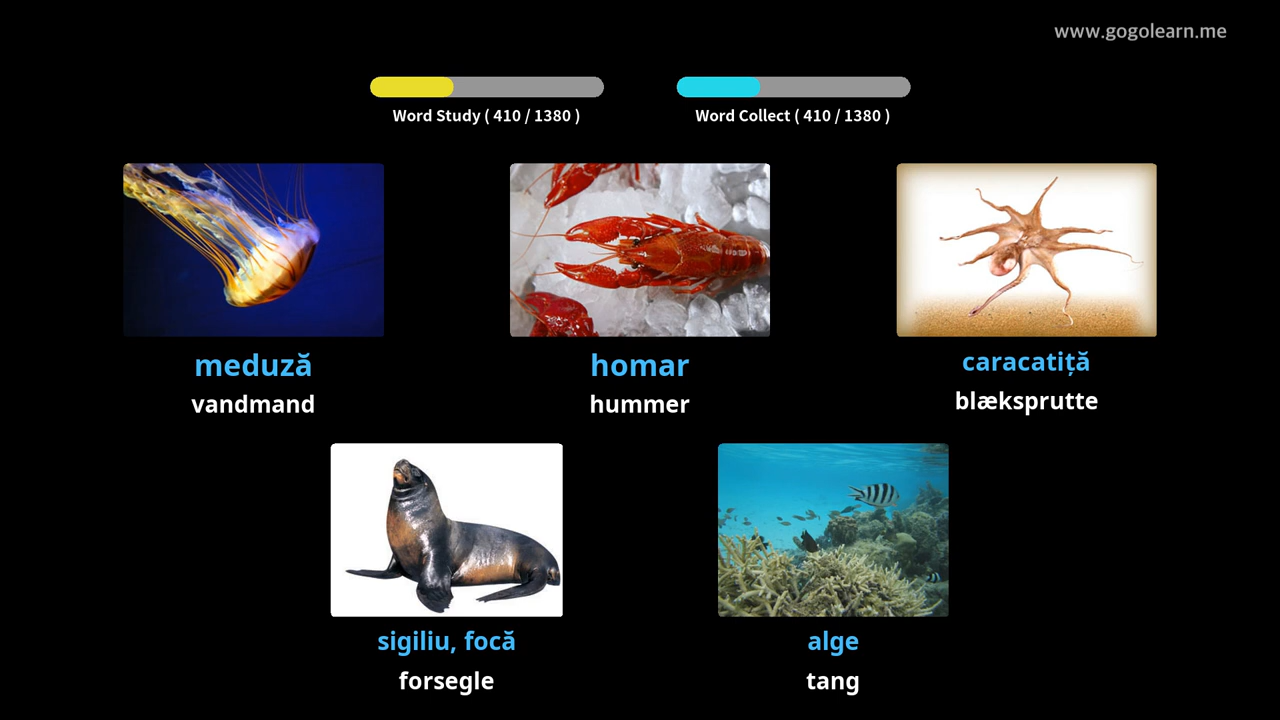 www.gogolearn.me
Word Study ( 410 / 1380 )
Word Collect ( 410 / 1380 )
meduză
vandmand
homar
hummer
caracatiță
blæksprutte
sigiliu, focă
forsegle
alge
tang